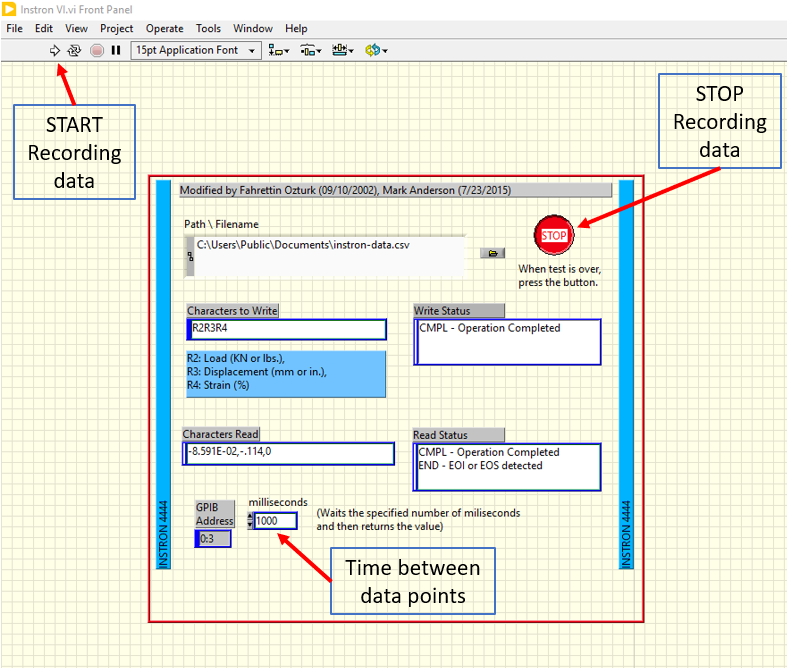 Instron VI.vi Front Panel
File Edit View Project Operate Tools Window Help
15pt Application Font
START
Recording
data
STOP
Recording
data
Modified by Fahrettin Ozturk (09/10/2002), Mark Anderson (7/23/2015)
Path \ Filename
C:\Users\Public\Documents\instron-data.csv
STOP
When test is over,
press the button.
Characters to Write
R2R3R4
Write Status
CMPL - Operation Completed
R2: Load (KN or lbs.),
R3: Displacement (mm or in.),
R4: Strain (%)
Characters Read
-8.591E-02,-.114,0
Read Status
CMPL - Operation Completed
END - EOI or EOS detected
GPIB
Address
0:3
milliseconds
1000
(Waits the specified number of miliseconds
and then returns the value)
INSTRON 4444
INSTRON 4444
Time between
data points